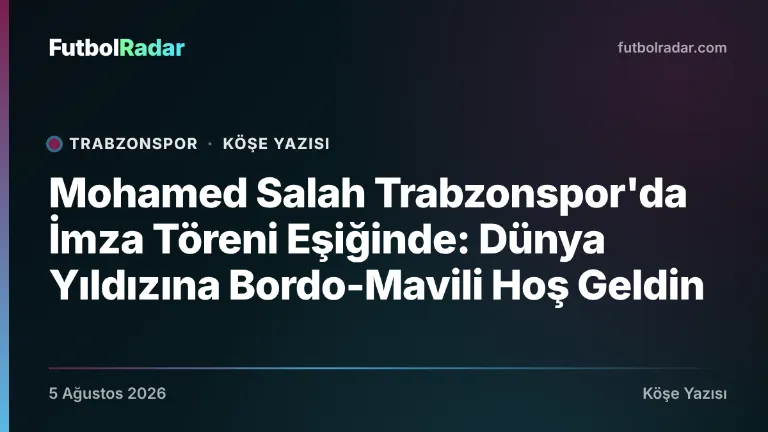 FutbolRadar
futbolradar.com
TRABZONSPOR · KÖŞE YAZISI
Mohamed Salah Trabzonspor'da
İmza Töreni Eşiğinde: Dünya
Yıldızına Bordo-Mavili Hoş Geldin
5 Ağustos 2026
Köşe Yazısı